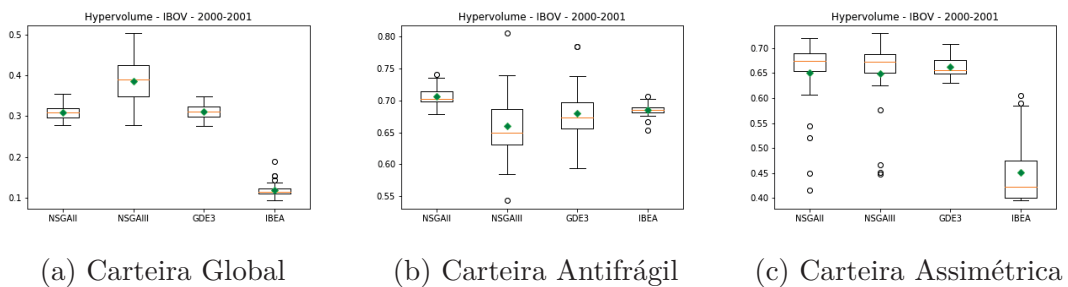 Hypervolume - IBOV - 2000-2001
0.5
0.4
0.3
0.2
0.1
NSGAII NSGAIII GDE3 IBEA
(a) Carteira Global
Hypervolume - IBOV - 2000-2001
0.80
0.75
0.70
0.65
0.60
0.55
NSGAII NSGAIII GDE3 IBEA
(b) Carteira Antifrágil
Hypervolume - IBOV - 2000-2001
0.70
0.65
0.60
0.55
0.50
0.45
0.40
NSGAII NSGAIII GDE3 IBEA
(c) Carteira Assimétrica